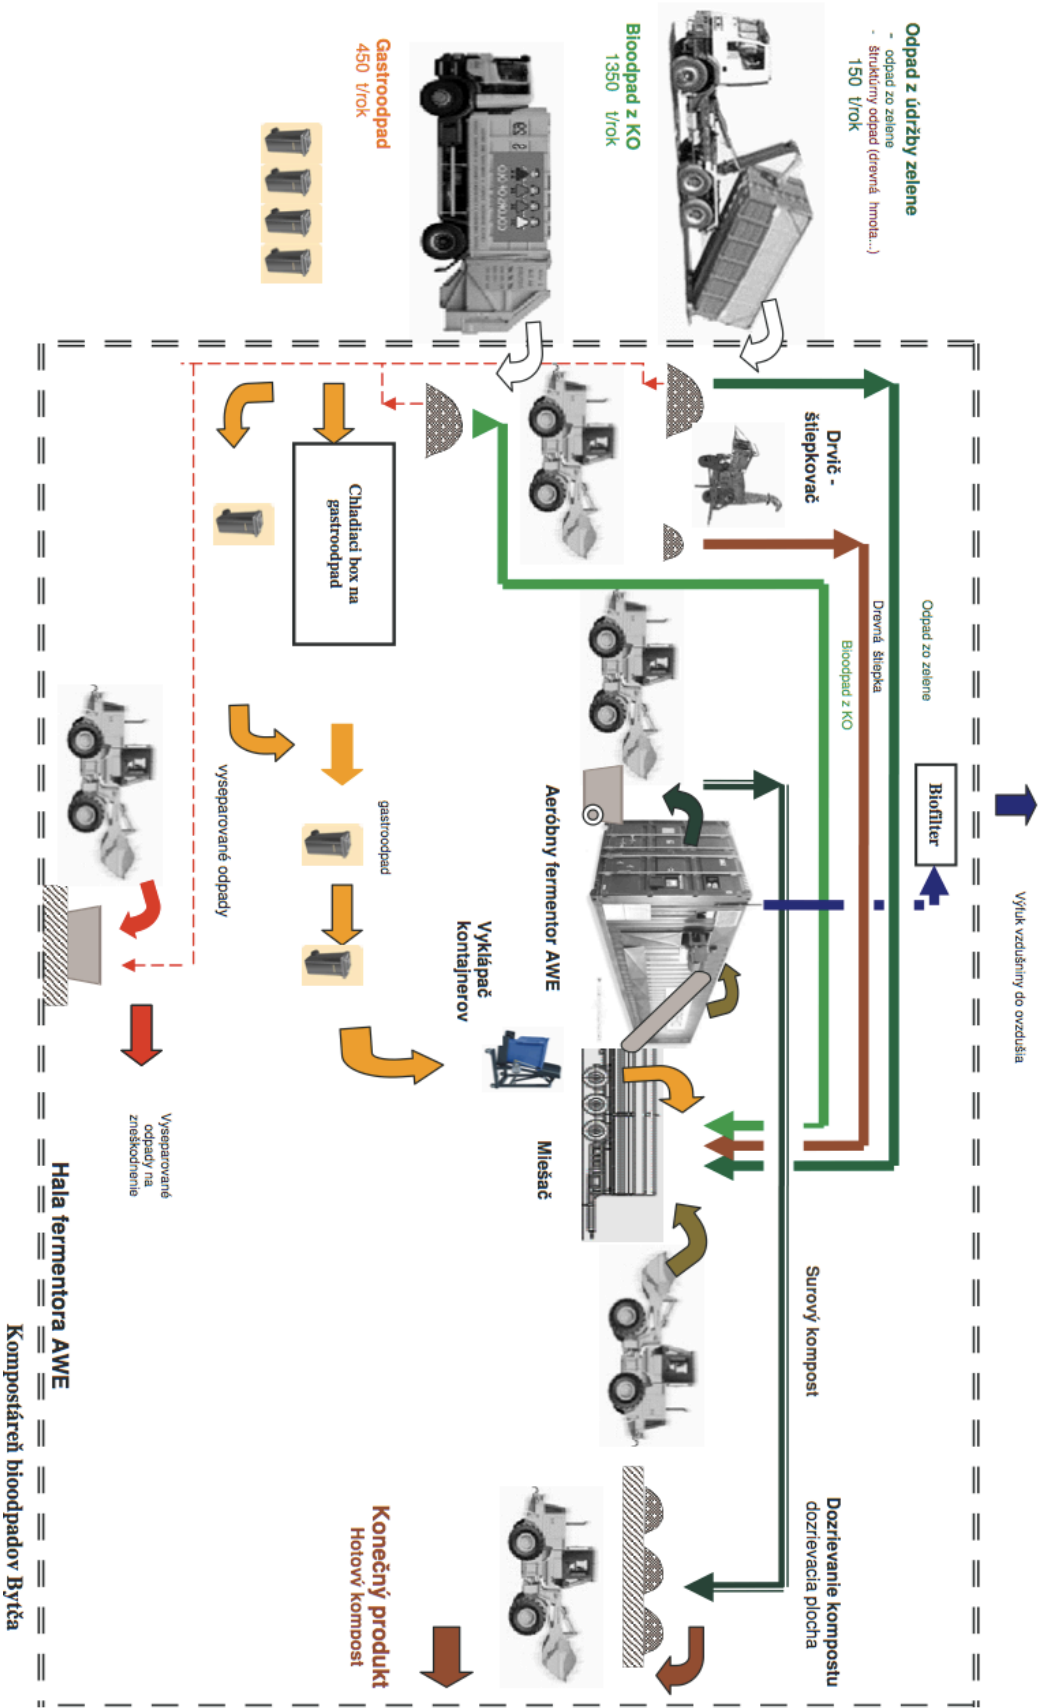 Odpad z údržby zelene
- odpad zo zelene
- štruktúrny odpad (drevná hmota...)
150 t/rok
Bioodpad z KO
1350 t/rok
Gastroodpad
450 t/rok
Drvič -
štiepkovač
Chladiaci box na
gastroodpad
Odpad zo zelene
Drevná štiepka
Bioodpad z KO
Biofilter
Výfuk vzdušniny do ovzdušia
Aeróbny fermentor AWE
gastroodpad
vyseparované odpady
Vyklápač
kontajnerov
Miešač
Vyseparované
odpady na
zneškodnenie
Surový kompost
Dozrievanie kompostu
dozrievacia plocha
Konečný produkt
Hotový kompost
Hala fermentora AWE
Kompostáreň bioodpadov Bytča